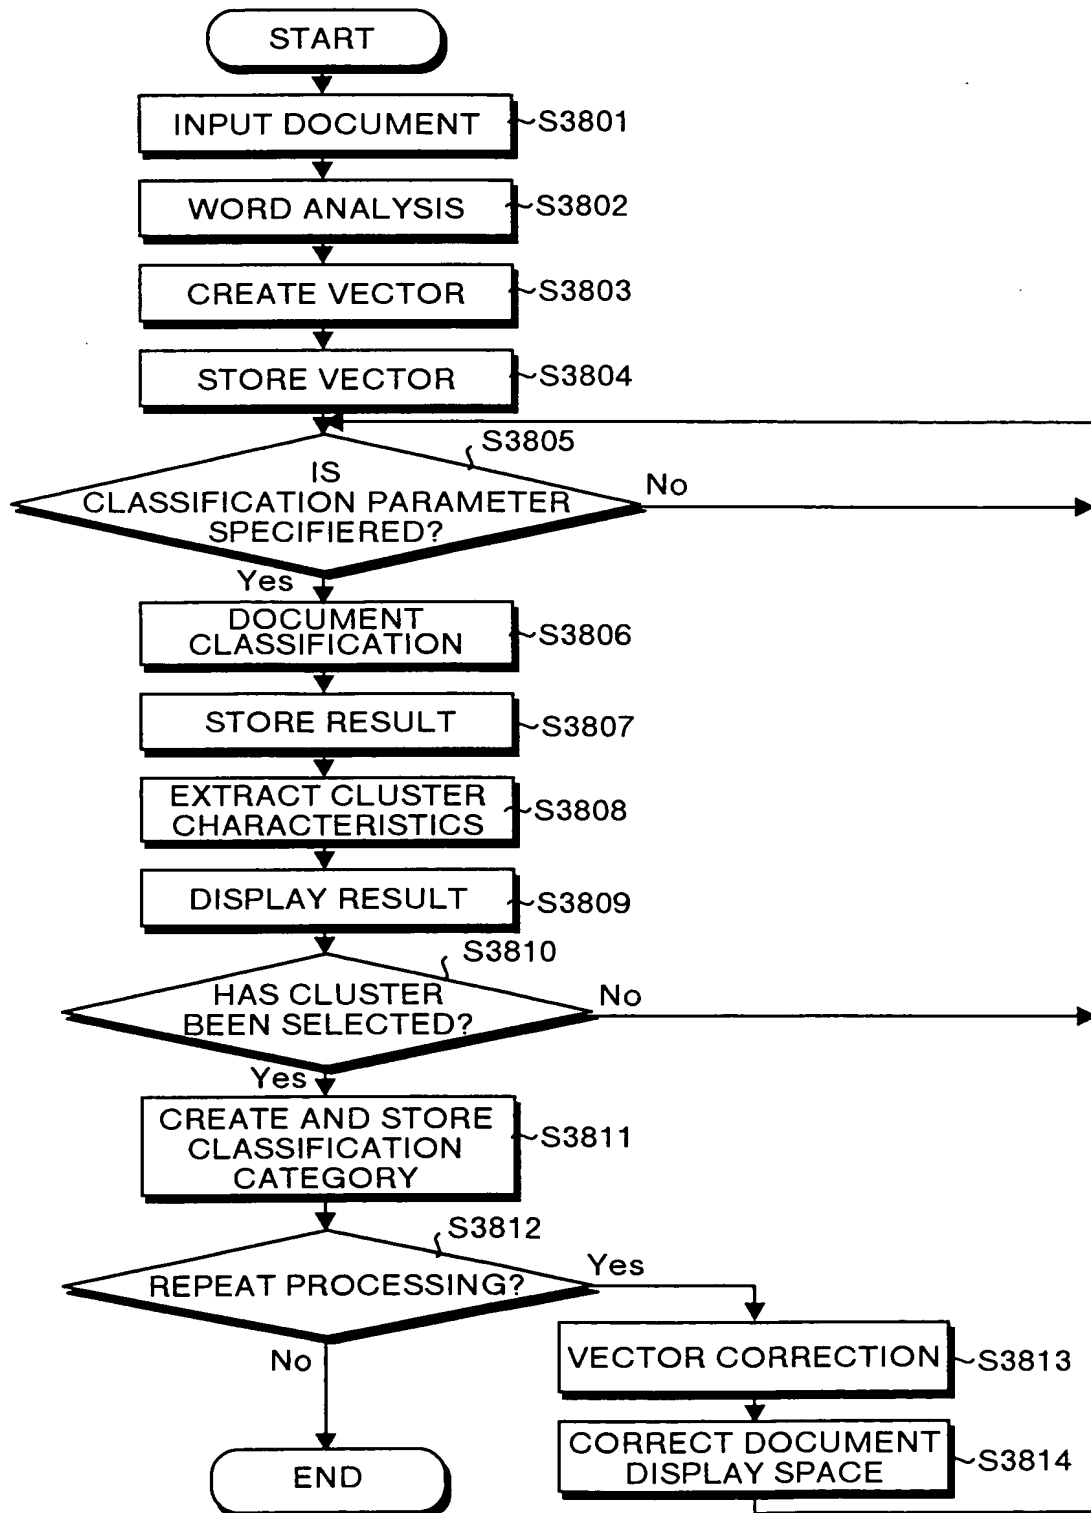 START
INPUT DOCUMENT
S3801
WORD ANALYSIS
S3802
CREATE VECTOR
S3803
STORE VECTOR
S3804
S3805
IS
CLASSIFICATION PARAMETER
SPECIFIERED?
No
Yes
DOCUMENT
CLASSIFICATION
S3806
STORE RESULT
S3807
EXTRACT CLUSTER
CHARACTERISTICS
S3808
DISPLAY RESULT
S3809
S3810
HAS CLUSTER
BEEN SELECTED?
No
Yes
CREATE AND STORE
CLASSIFICATION
CATEGORY
S3811
S3812
REPEAT PROCESSING?
Yes
No
VECTOR CORRECTION
S3813
CORRECT DOCUMENT
DISPLAY SPACE
S3814
END